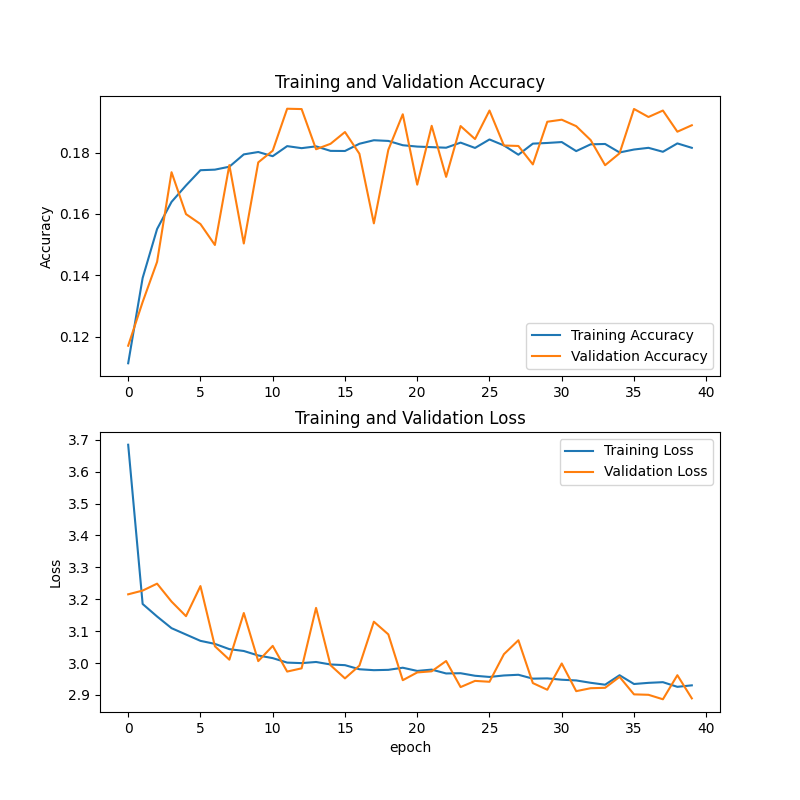 Training and Validation Accuracy
Accuracy
0.18
0.16
0.14
0.12
Training Accuracy
Validation Accuracy
0 5 10 15 20 25 30 35 40
Training and Validation Loss
Loss
3.7
3.6
3.5
3.4
3.3
3.2
3.1
3.0
2.9
Training Loss
Validation Loss
0 5 10 15 20 25 30 35 40
epoch